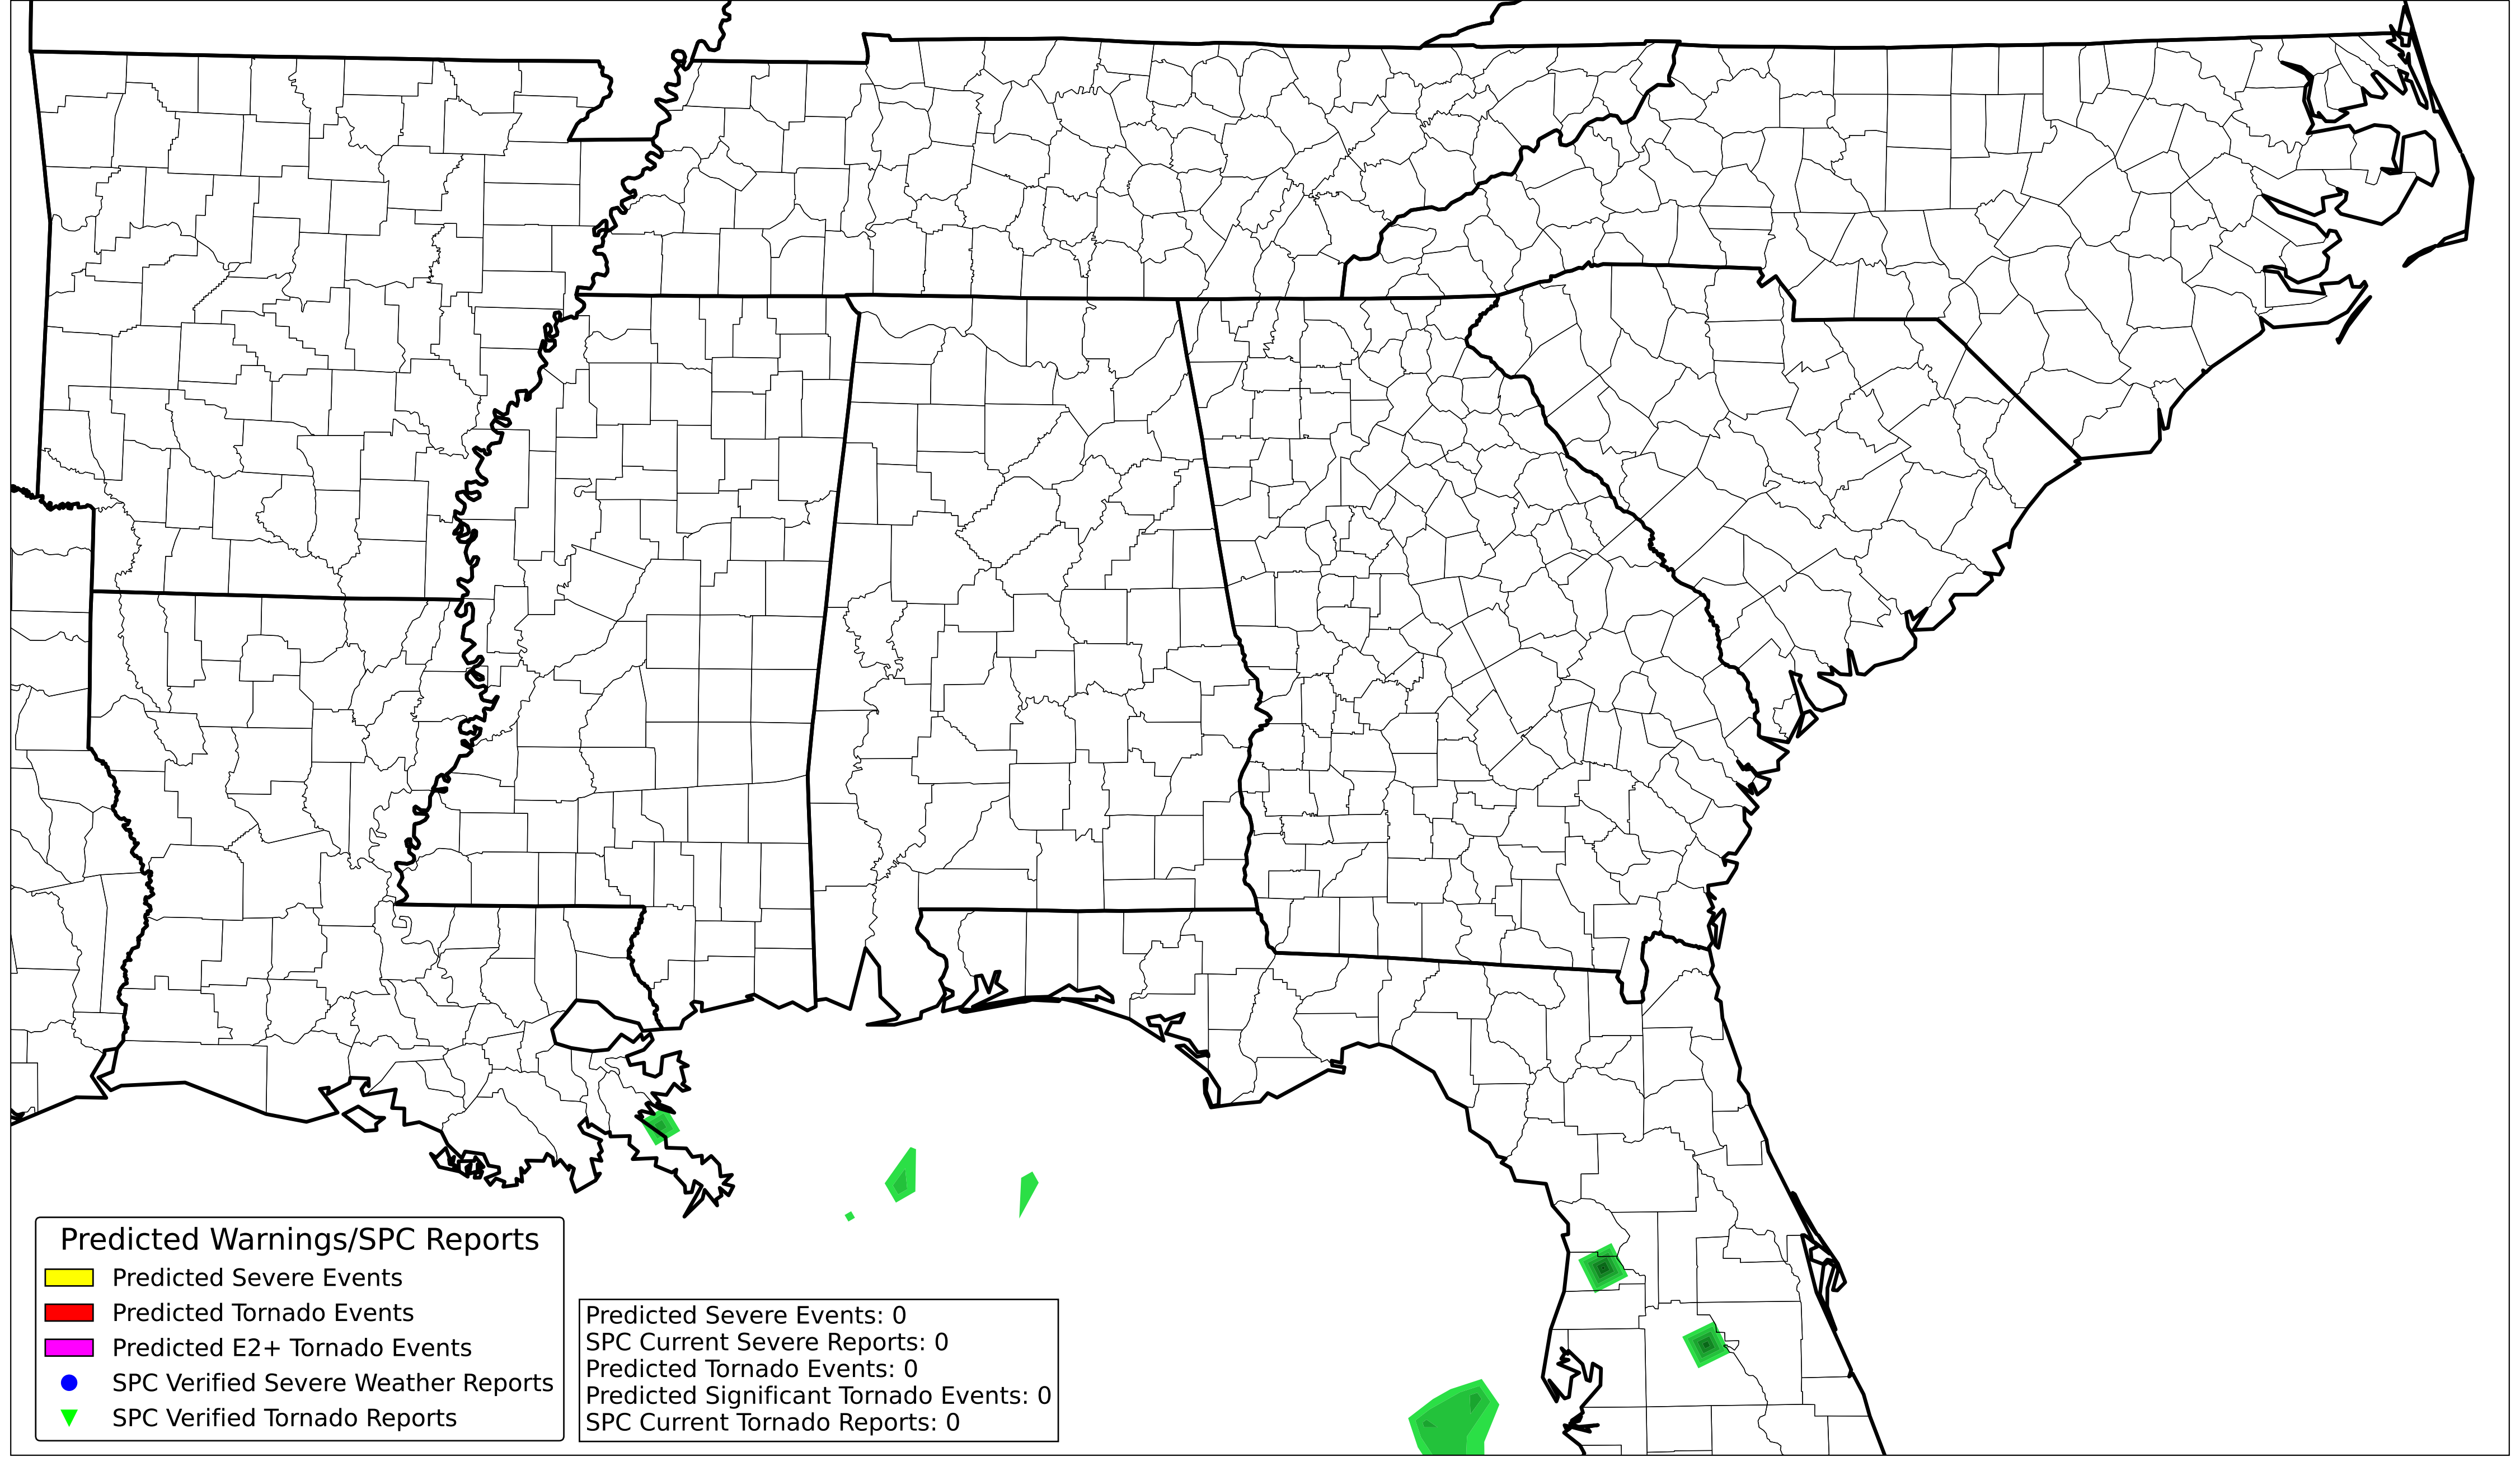 Predicted Warnings/SPC Reports
Predicted Severe Events
Predicted Tornado Events
Predicted E2+ Tornado Events
SPC Verified Severe Weather Reports
SPC Verified Tornado Reports
Predicted Severe Events: 0
SPC Current Severe Reports: 0
Predicted Tornado Events: 0
Predicted Significant Tornado Events: 0
SPC Current Tornado Reports: 0